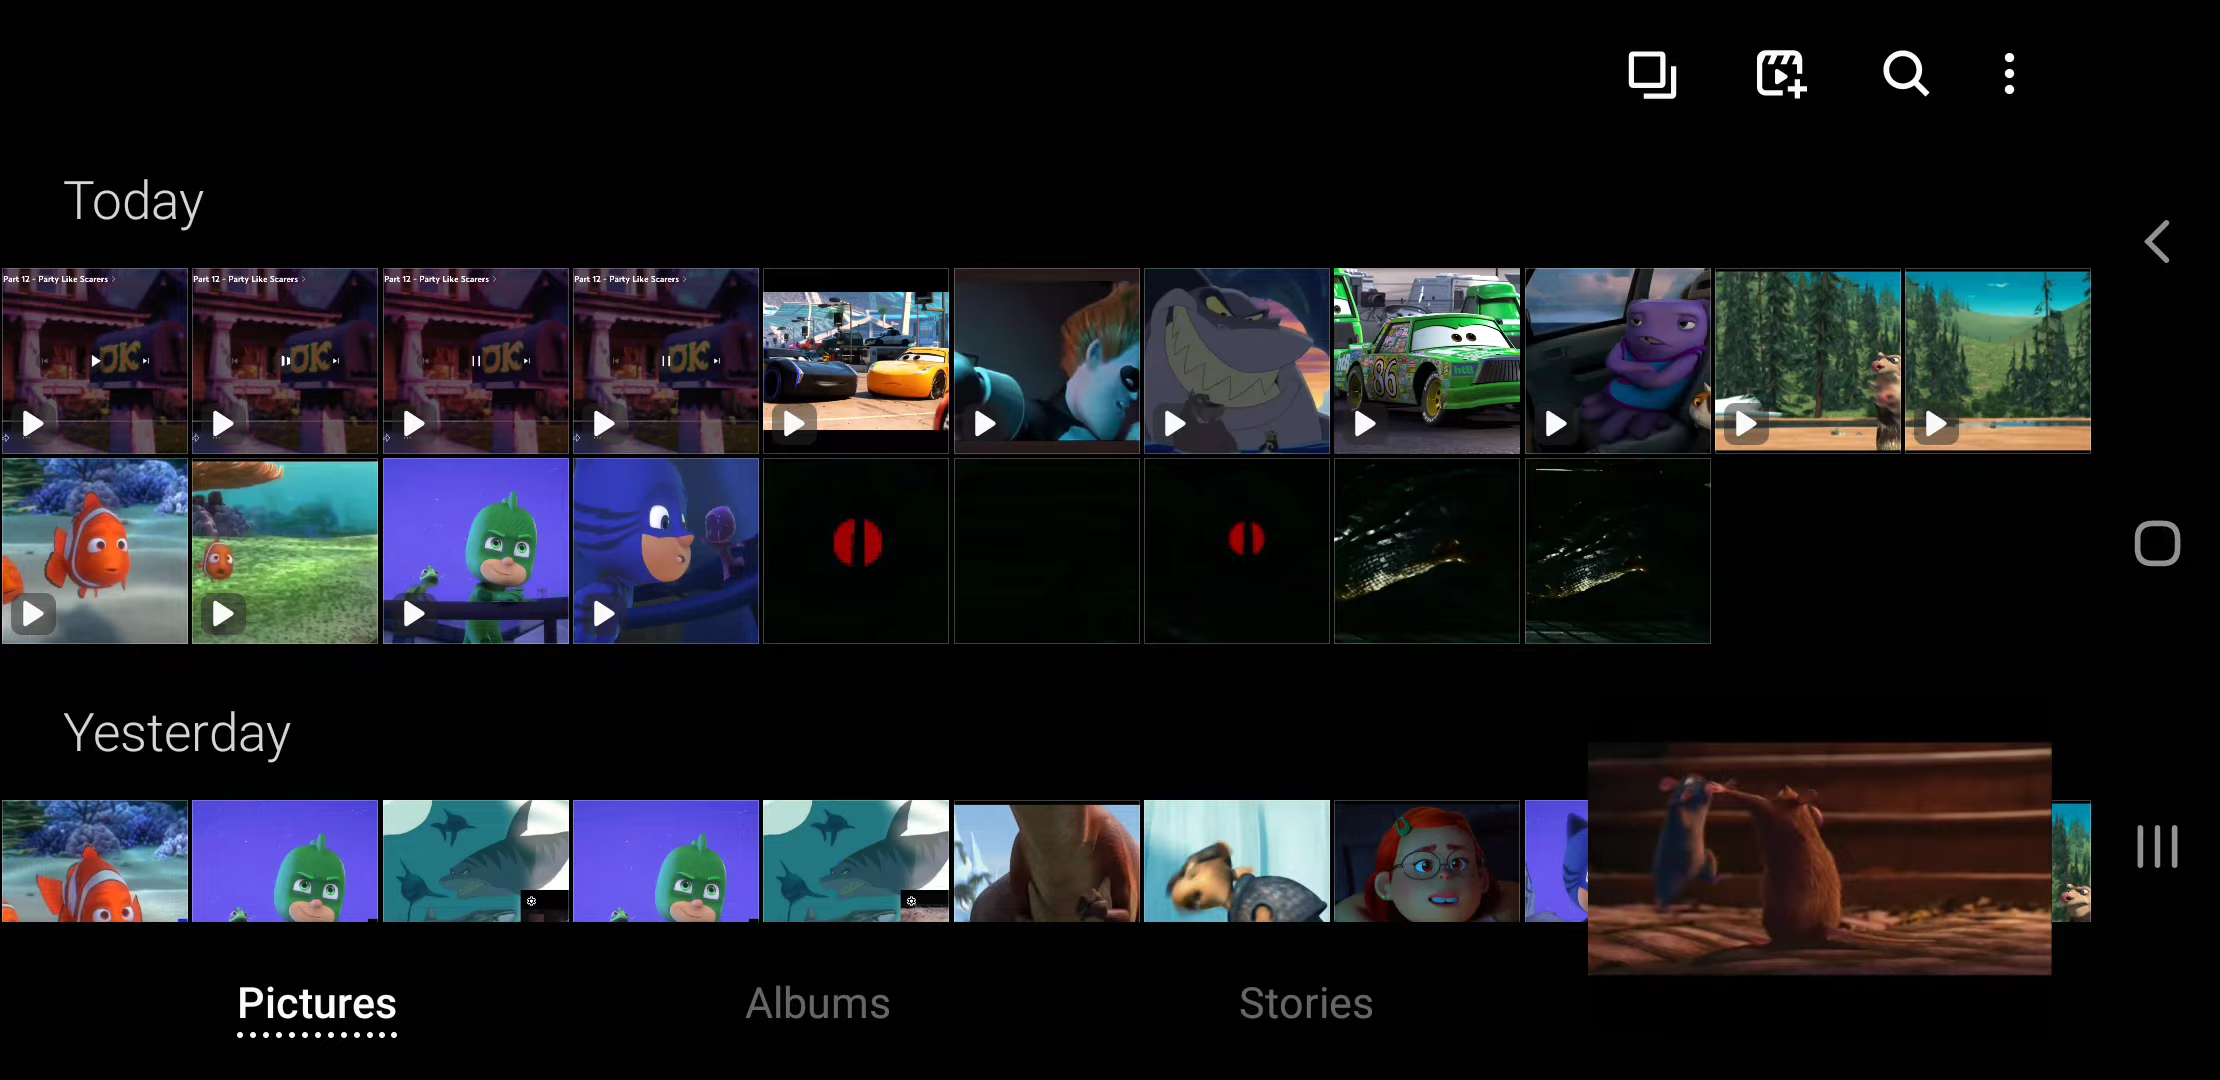 Today
Part 12 - Party Like Scarers
Part 12 - Party Like Scarers
Part 12 - Party Like Scarers
Part 12 - Party Like Scarers
OK
OK
OK
OK
86
htB
Yesterday
Pictures
Albums
Stories